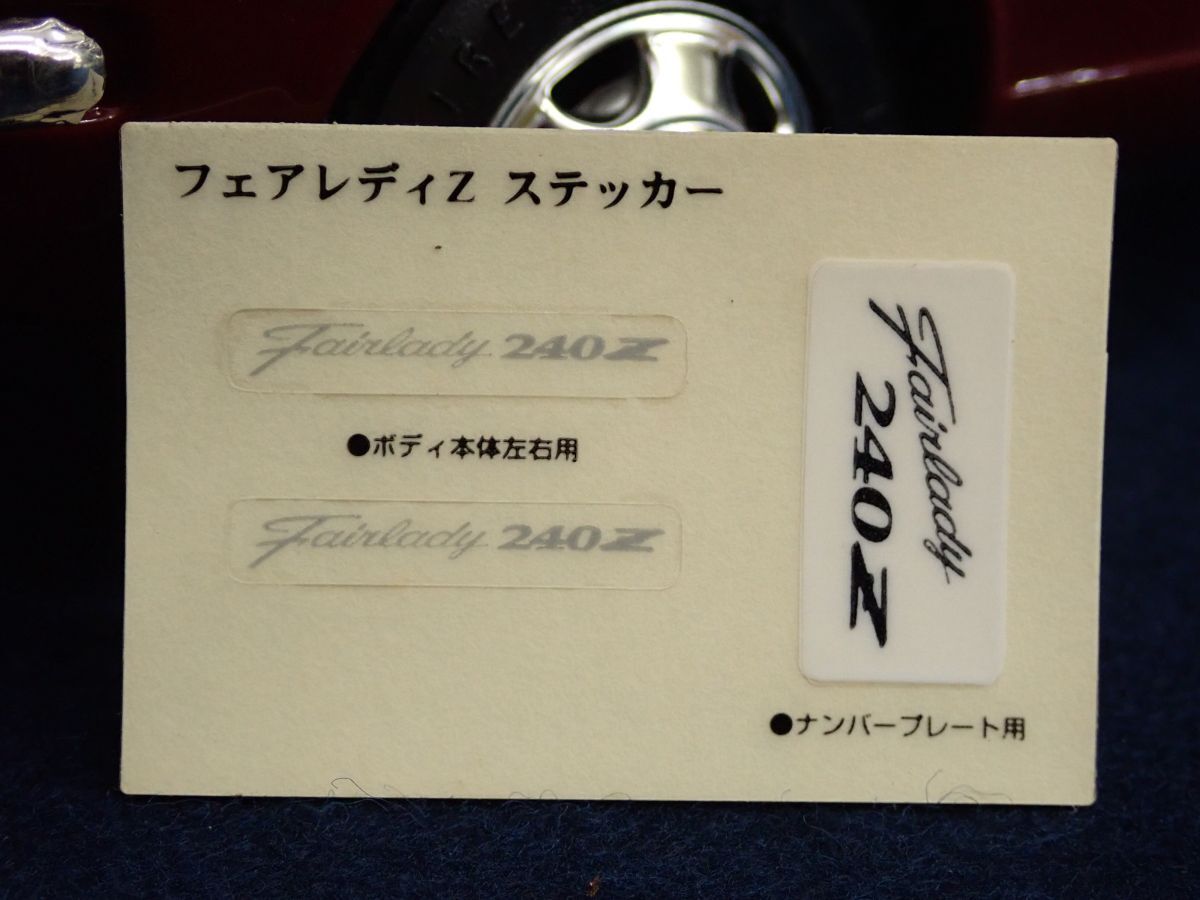 フェアレディZ ステッカー
Fairlady 240Z
●ボディ本体左右用
Fairlady 240Z
Fairlady
240Z
●ナンバープレート用